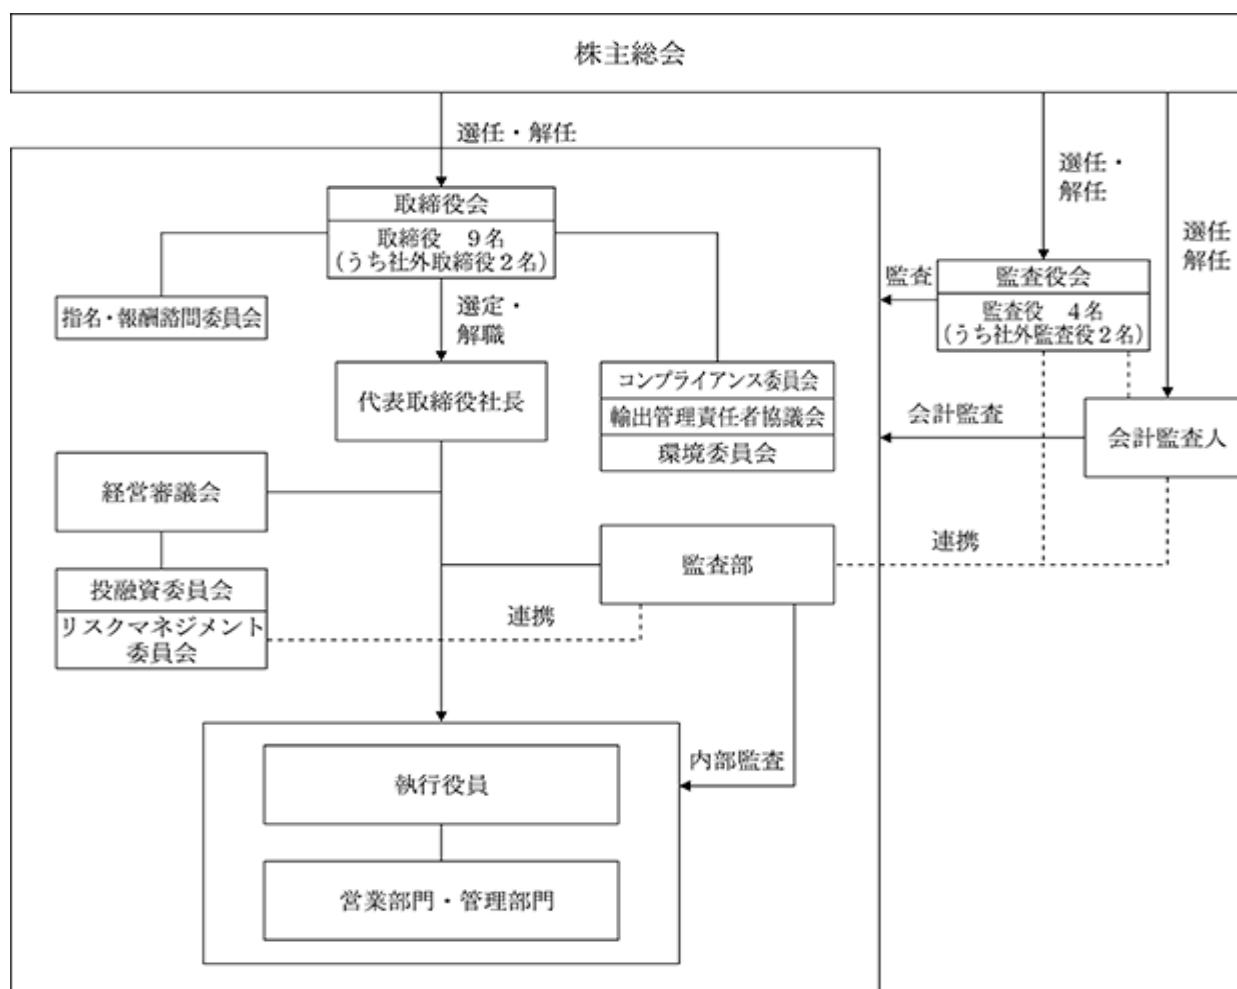 株主総会
選任・解任
選任・
解任
選任
解任
取締役会
取締役 9名
(うち社外取締役2名)
監査
監査役会
監査役 4名
(うち社外監査役2名)
指名・報酬諮問委員会
選定・
解職
代表取締役社長
コンプライアンス委員会
輸出管理責任者協議会
環境委員会
会計監査
会計監査人
経営審議会
監査部
連携
投融資委員会
リスクマネジメント
委員会
連携
内部監査
執行役員
営業部門・管理部門